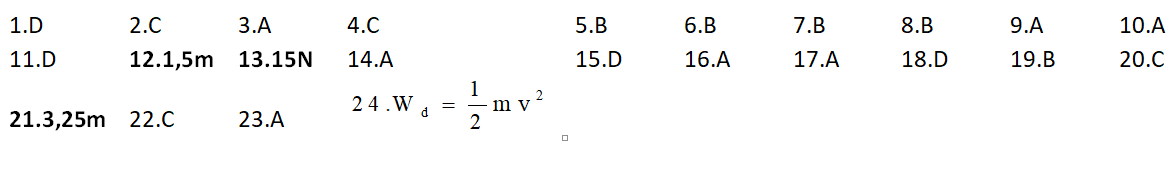 1.D 2.C 3.A 4.C 5.B 6.B 7.B 8.B 9.A 10.A
11.D 12.1,5m 13.15N 14.A 15.D 16.A 17.A 18.D 19.B 20.C
21.3,25m 22.C 23.A 24.W_d = \frac{1}{2} m v^2